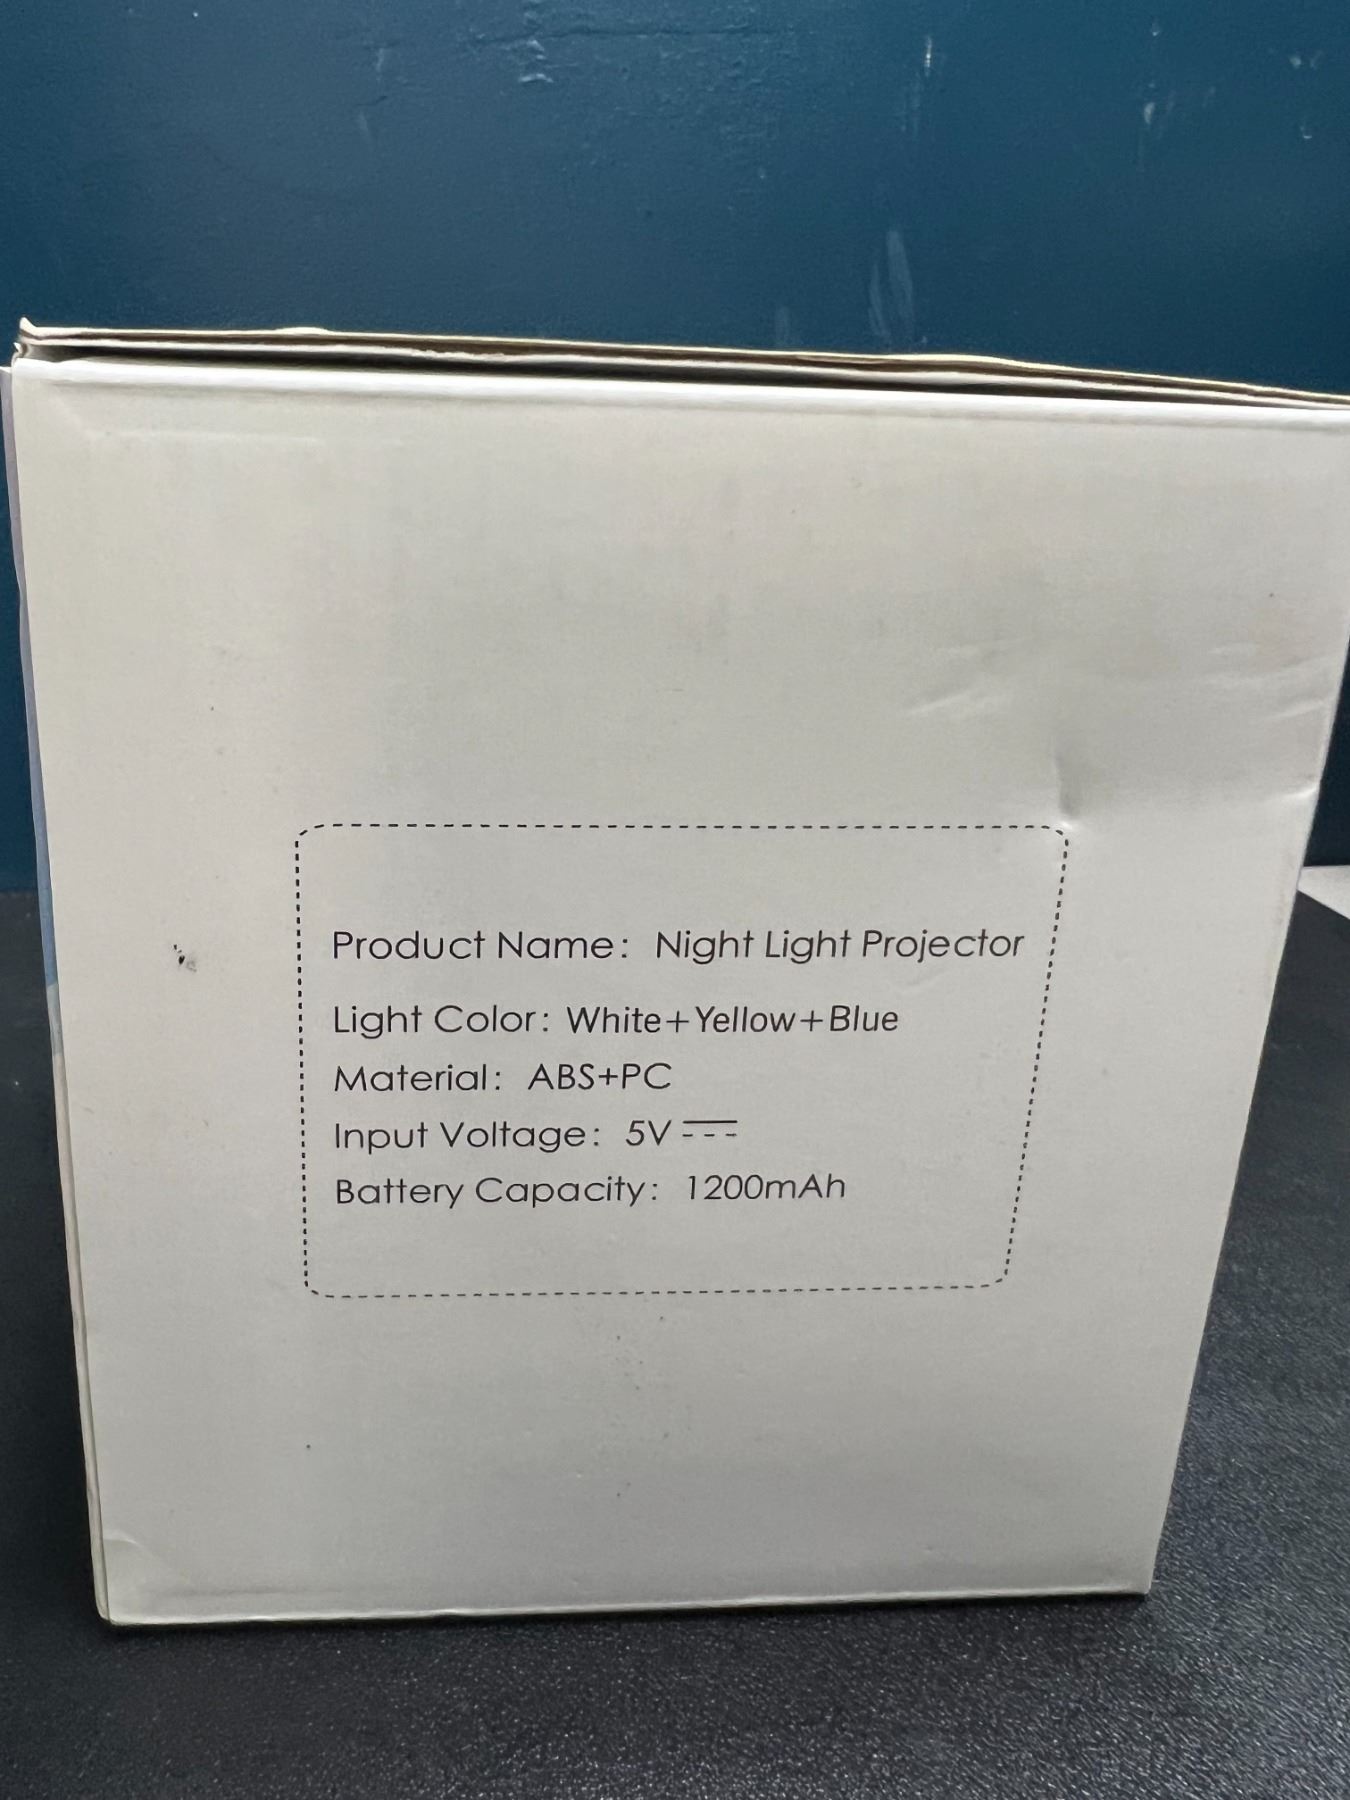 Product Name: Night Light Projector
Light Color: White+Yellow+Blue
Material: ABS+PC
Input Voltage: 5V ⎓
Battery Capacity: 1200mAh